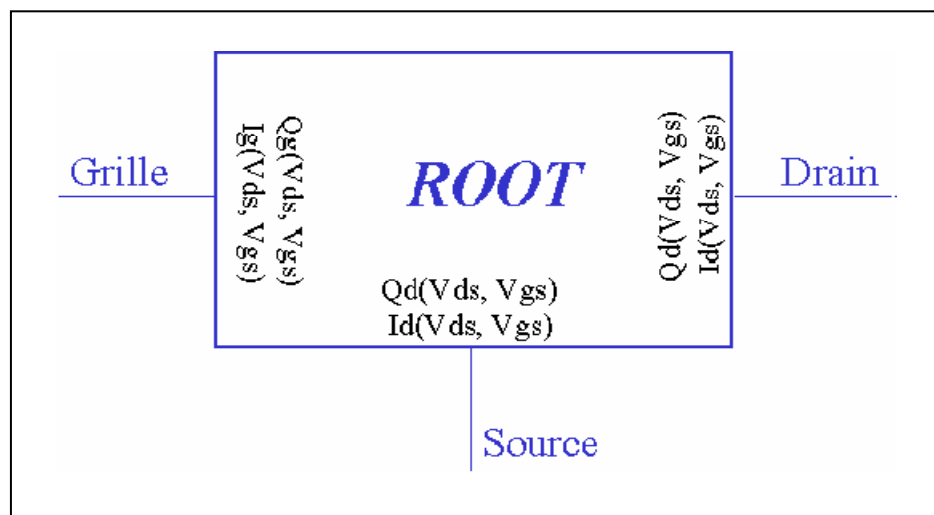 Grille
Qg(Vds, Vgs)
Ig(Vds, Vgs)
ROOT
Qd(Vds, Vgs)
Id(Vds, Vgs)
Drain
Qd(Vds, Vgs)
Id(Vds, Vgs)
Source